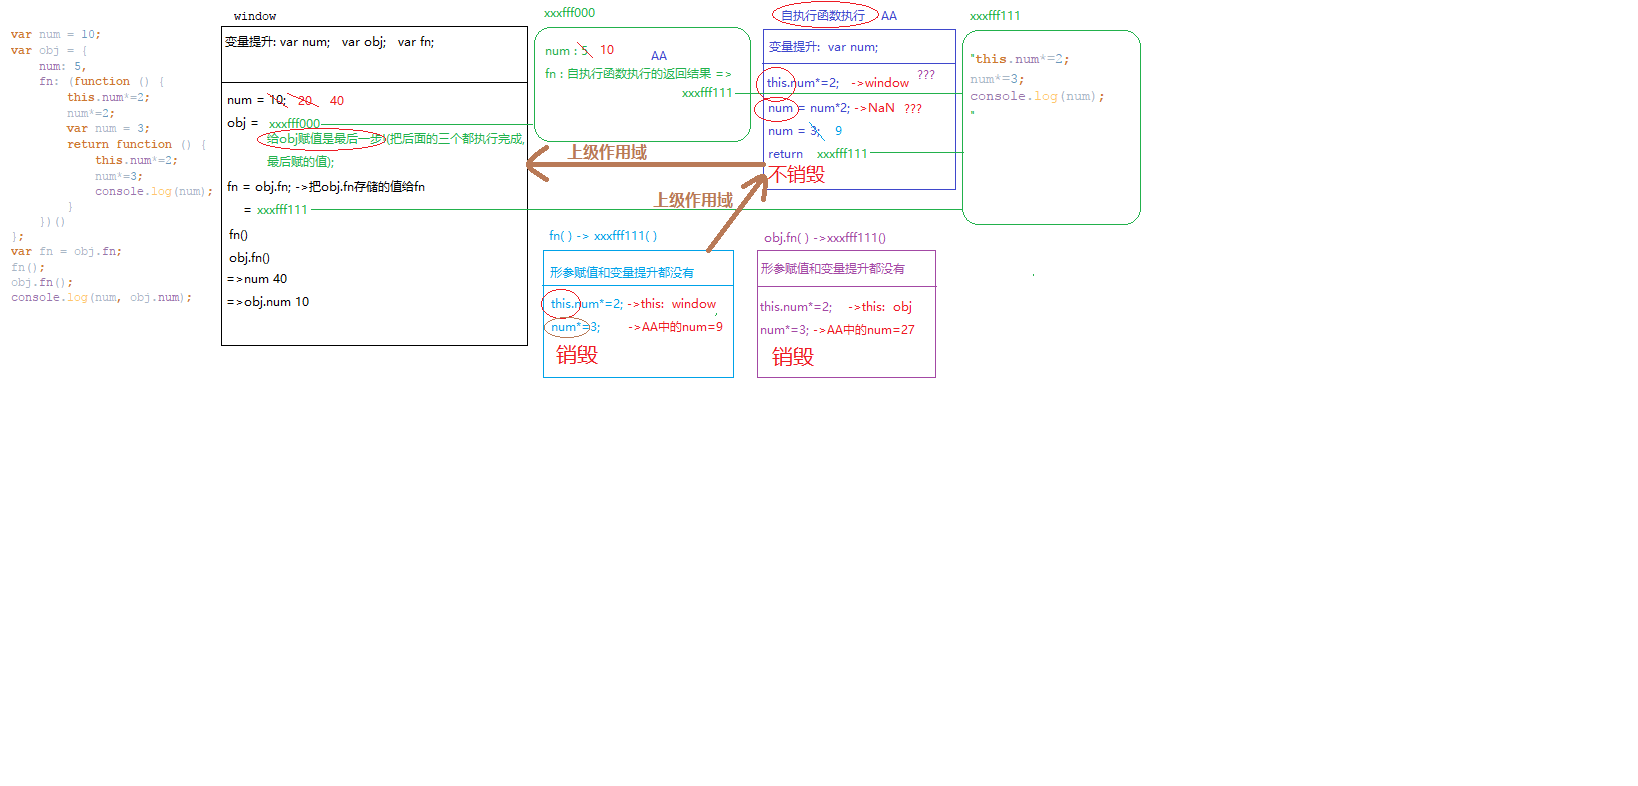 var num = 10;
var obj = {
    num: 5,
    fn: (function () {
        this.num*=2;
        num*=2;
        var num = 3;
        return function () {
            this.num*=2;
            num*=3;
            console.log(num);
        }
    })()
};
var fn = obj.fn;
fn();
obj.fn();
console.log(num, obj.num);
window
变量提升: var num; var obj; var fn;
num = 10; 20 40
obj = xxxfff000
给obj赋值是最后一步!(把后面的三个都执行完成,
最后赋的值);
fn = obj.fn; ->把obj.fn存储的值给fn
= xxxfff111
fn()
obj.fn()
=>num 40
=>obj.num 10
xxxfff000
num : 5 10
AA
fn : 自执行函数执行的返回结果 =>
xxxfff111
上级作用域
上级作用域
自执行函数执行 AA
变量提升: var num;
this.num*=2; ->window ???
num = num*2; ->NaN ???
num = 3; 9
return xxxfff111
不销毁
xxxfff111
"this.num*=2;
num*=3;
console.log(num);
"
fn( ) -> xxxfff111( )
形参赋值和变量提升都没有
this.num*=2; ->this: window
num*=3; ->AA中的num=9
销毁
obj.fn( ) ->xxxfff111()
形参赋值和变量提升都没有
this.num*=2; ->this: obj
num*=3; ->AA中的num=27
销毁